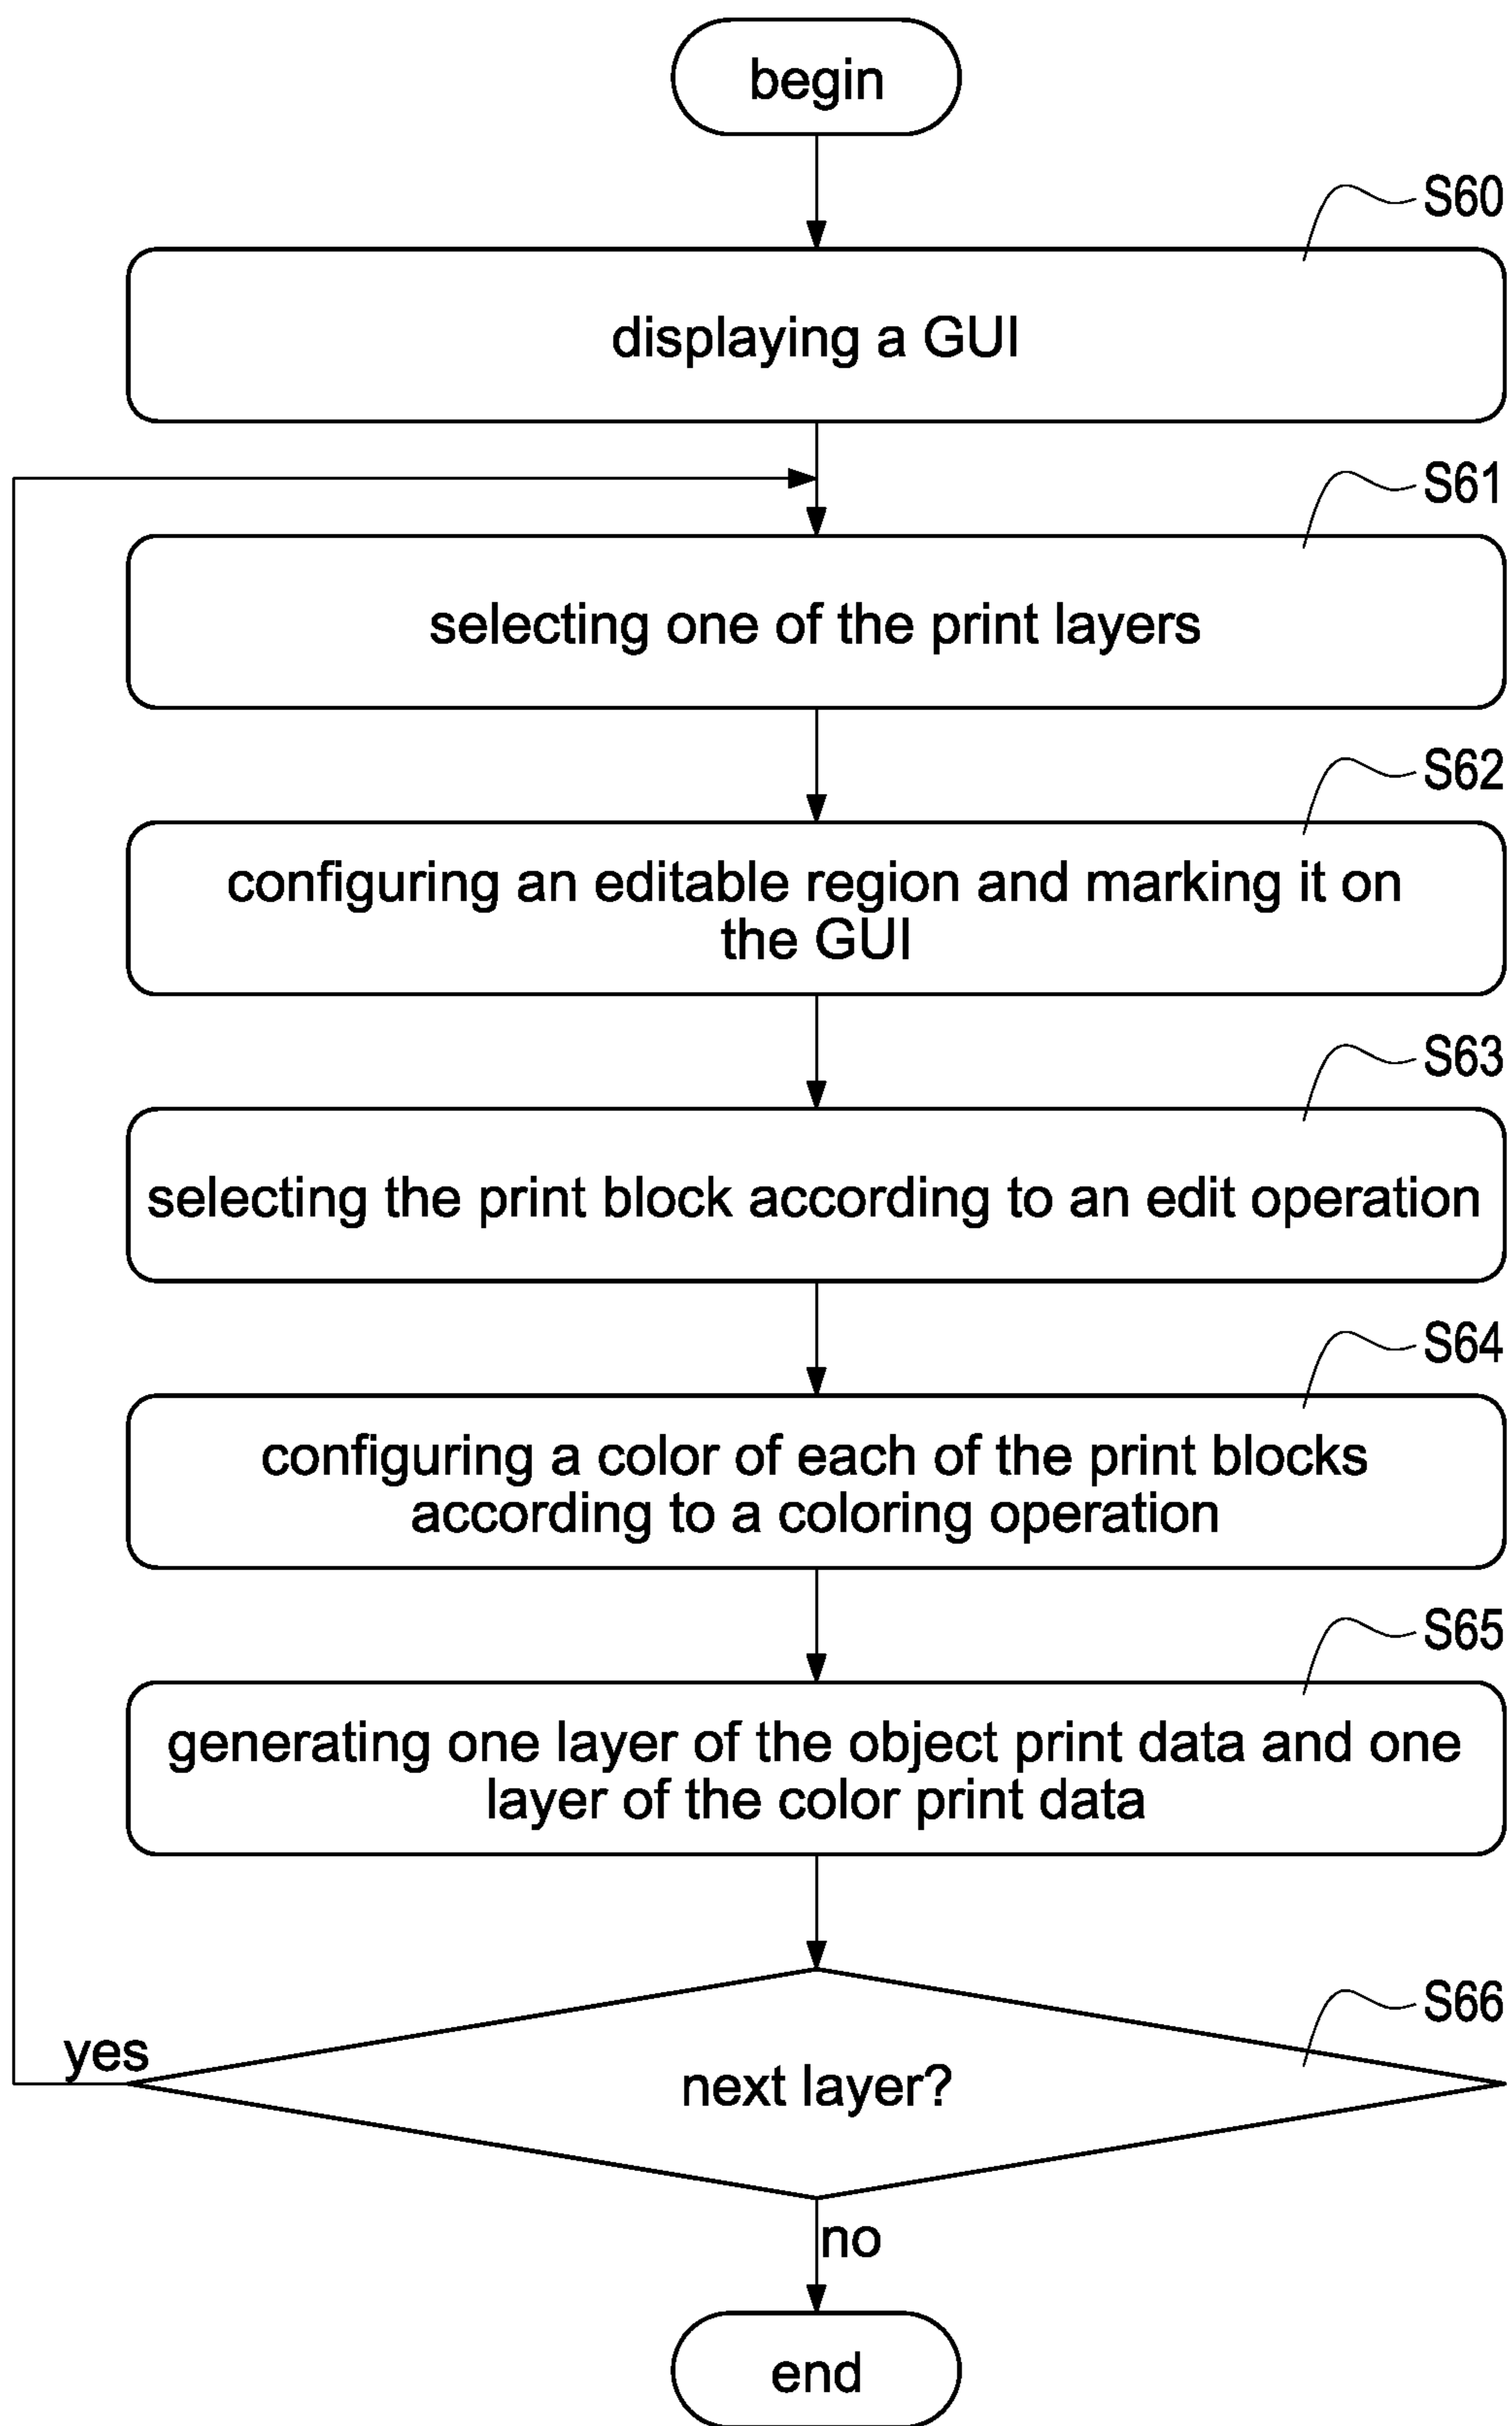 begin
S60
displaying a GUI
S61
selecting one of the print layers
S62
configuring an editable region and marking it on
the GUI
S63
selecting the print block according to an edit operation
S64
configuring a color of each of the print blocks
according to a coloring operation
S65
generating one layer of the object print data and one
layer of the color print data
S66
yes
next layer?
no
end